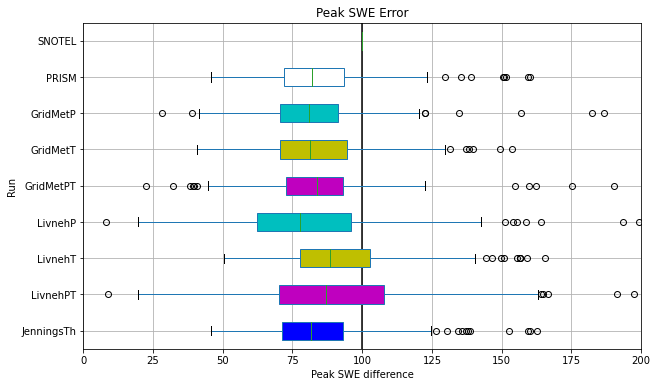 Peak SWE Error
SNOTEL
PRISM
GridMetP
GridMetT
GridMetPT
LivnehP
LivnehT
LivnehPT
JenningsTh
Run
0 25 50 75 100 125 150 175 200
Peak SWE difference